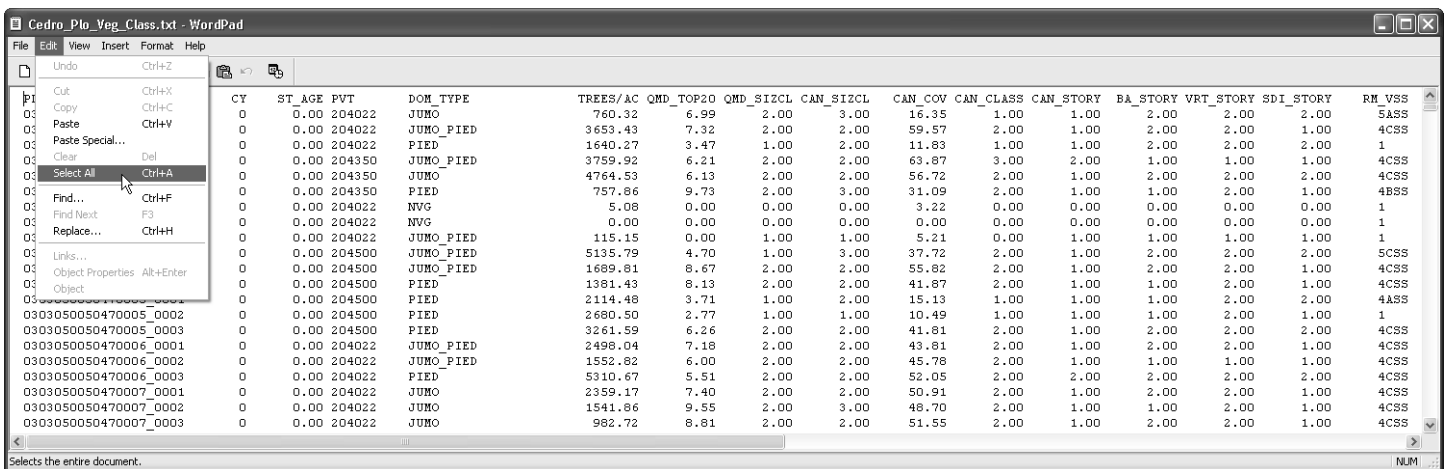 Cedro_Plo_Veg_Class.txt - WordPad
File Edit View Insert Format Help
Undo Ctrl+Z
Cut Ctrl+X
Copy Ctrl+C
Paste Ctrl+V
Paste Special...
Clear Del
Select All Ctrl+A
Find... Ctrl+F
Find Next F3
Replace... Ctrl+H
Links...
Object Properties Alt+Enter
Object
CY ST_AGE PVT DOM_TYPE TREES/AC QMD_TOP20 QMD_SIZCL CAN_SIZCL CAN_COV CAN_CLASS CAN_STORY BA_STORY VRT_STORY SDI_STORY RM_VSS
03 0 0.00 204022 JUMO 760.32 6.99 2.00 3.00 16.35 1.00 1.00 2.00 2.00 2.00 5ASS
03 0 0.00 204022 JUMO_PIED 3653.43 7.32 2.00 2.00 59.57 2.00 1.00 2.00 2.00 1.00 4CSS
03 0 0.00 204022 PIED 1640.27 3.47 1.00 2.00 11.83 1.00 1.00 2.00 2.00 1.00 1
03 0 0.00 204350 JUMO_PIED 3759.92 6.21 2.00 2.00 63.87 3.00 2.00 1.00 1.00 1.00 4CSS
03 0 0.00 204350 JUMO 4764.53 6.13 2.00 2.00 56.72 2.00 2.00 2.00 2.00 2.00 4CSS
03 0 0.00 204350 PIED 757.86 9.73 2.00 3.00 31.09 2.00 1.00 1.00 2.00 1.00 4BSS
03 0 0.00 204022 NVG 5.08 0.00 0.00 0.00 3.22 0.00 0.00 0.00 0.00 0.00 1
03 0 0.00 204022 NVG 0.00 0.00 0.00 0.00 0.00 0.00 0.00 0.00 0.00 0.00 1
03 0 0.00 204022 JUMO_PIED 115.15 0.00 1.00 1.00 5.21 0.00 1.00 1.00 1.00 1.00 1
03 0 0.00 204500 JUMO_PIED 5135.79 4.70 1.00 3.00 37.72 2.00 1.00 2.00 2.00 2.00 5CSS
03 0 0.00 204500 JUMO_PIED 1689.81 8.67 2.00 2.00 55.82 2.00 1.00 2.00 2.00 1.00 4CSS
03 0 0.00 204500 PIED 1381.43 8.13 2.00 2.00 41.87 2.00 1.00 1.00 2.00 1.00 4CSS
0303050050470005_0001 0 0.00 204500 PIED 2114.48 3.71 1.00 2.00 15.13 1.00 1.00 2.00 2.00 1.00 4ASS
0303050050470005_0002 0 0.00 204500 PIED 2680.50 2.77 1.00 1.00 10.49 1.00 1.00 2.00 2.00 1.00 1
0303050050470005_0003 0 0.00 204500 PIED 3261.59 6.26 2.00 2.00 41.81 2.00 2.00 2.00 2.00 2.00 4CSS
0303050050470006_0001 0 0.00 204022 JUMO_PIED 2498.04 7.18 2.00 2.00 43.81 2.00 1.00 2.00 2.00 1.00 4CSS
0303050050470006_0002 0 0.00 204022 JUMO_PIED 1552.82 6.00 2.00 2.00 45.78 2.00 1.00 1.00 1.00 1.00 4CSS
0303050050470006_0003 0 0.00 204022 PIED 5310.67 5.51 2.00 2.00 52.05 2.00 2.00 2.00 2.00 2.00 4CSS
0303050050470007_0001 0 0.00 204022 JUMO 2359.17 7.40 2.00 2.00 50.91 2.00 1.00 2.00 2.00 1.00 4CSS
0303050050470007_0002 0 0.00 204022 JUMO 1541.86 9.55 2.00 3.00 48.70 2.00 1.00 1.00 2.00 1.00 4CSS
0303050050470007_0003 0 0.00 204022 JUMO 982.72 8.81 2.00 2.00 51.55 2.00 1.00 2.00 2.00 1.00 4CSS
Selects the entire document. NUM